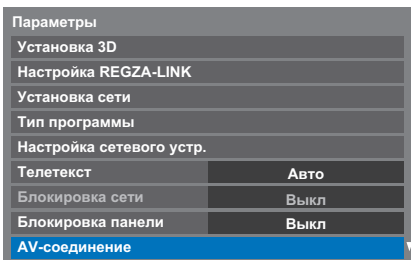 Параметры
Установка 3D
Настройка REGZA-LINK
Установка сети
Тип программы
Настройка сетевого устр.
Телетекст Авто
Блокировка сети Выкл
Блокировка панели Выкл
AV-соединение